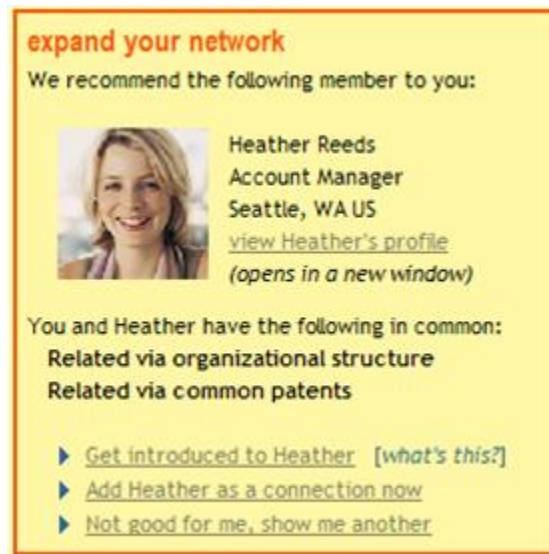 expand your network
We recommend the following member to you:
Heather Reeds
Account Manager
Seattle, WA US
view Heather's profile
(opens in a new window)
You and Heather have the following in common:
Related via organizational structure
Related via common patents
Get introduced to Heather [what's this?]
Add Heather as a connection now
Not good for me, show me another